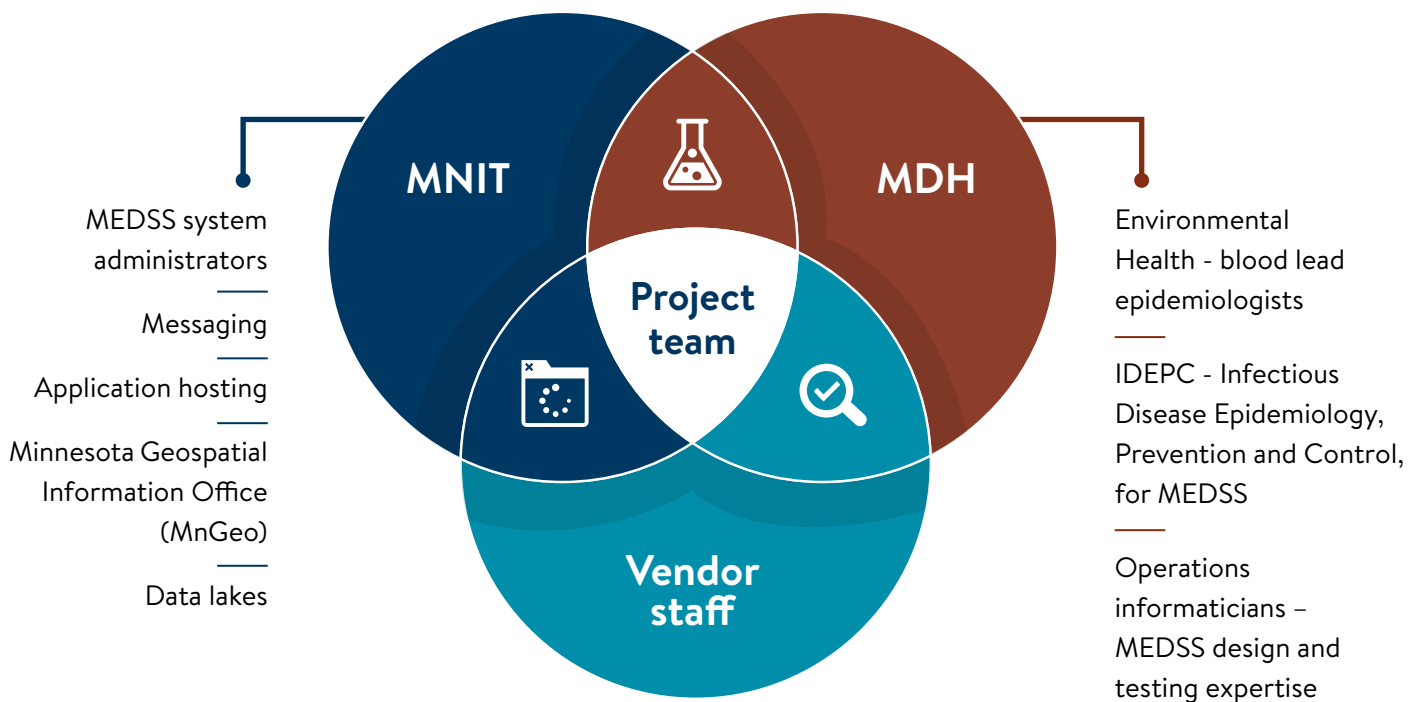 MNIT
MDH
Project
team
Vendor
staff
MEDSS system
administrators
Messaging
Application hosting
Minnesota Geospatial
Information Office
(MnGeo)
Data lakes
Environmental
Health - blood lead
epidemiologists
IDEPC - Infectious
Disease Epidemiology,
Prevention and Control,
for MEDSS
Operations
informaticians –
MEDSS design and
testing expertise